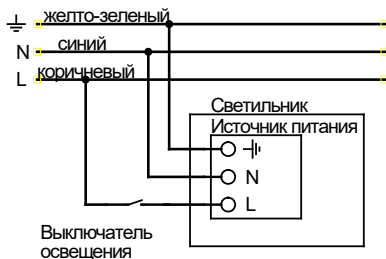 желто-зеленый
N синий
L коричневый
Светильник
Источник питания
N
L
Выключатель
освещения